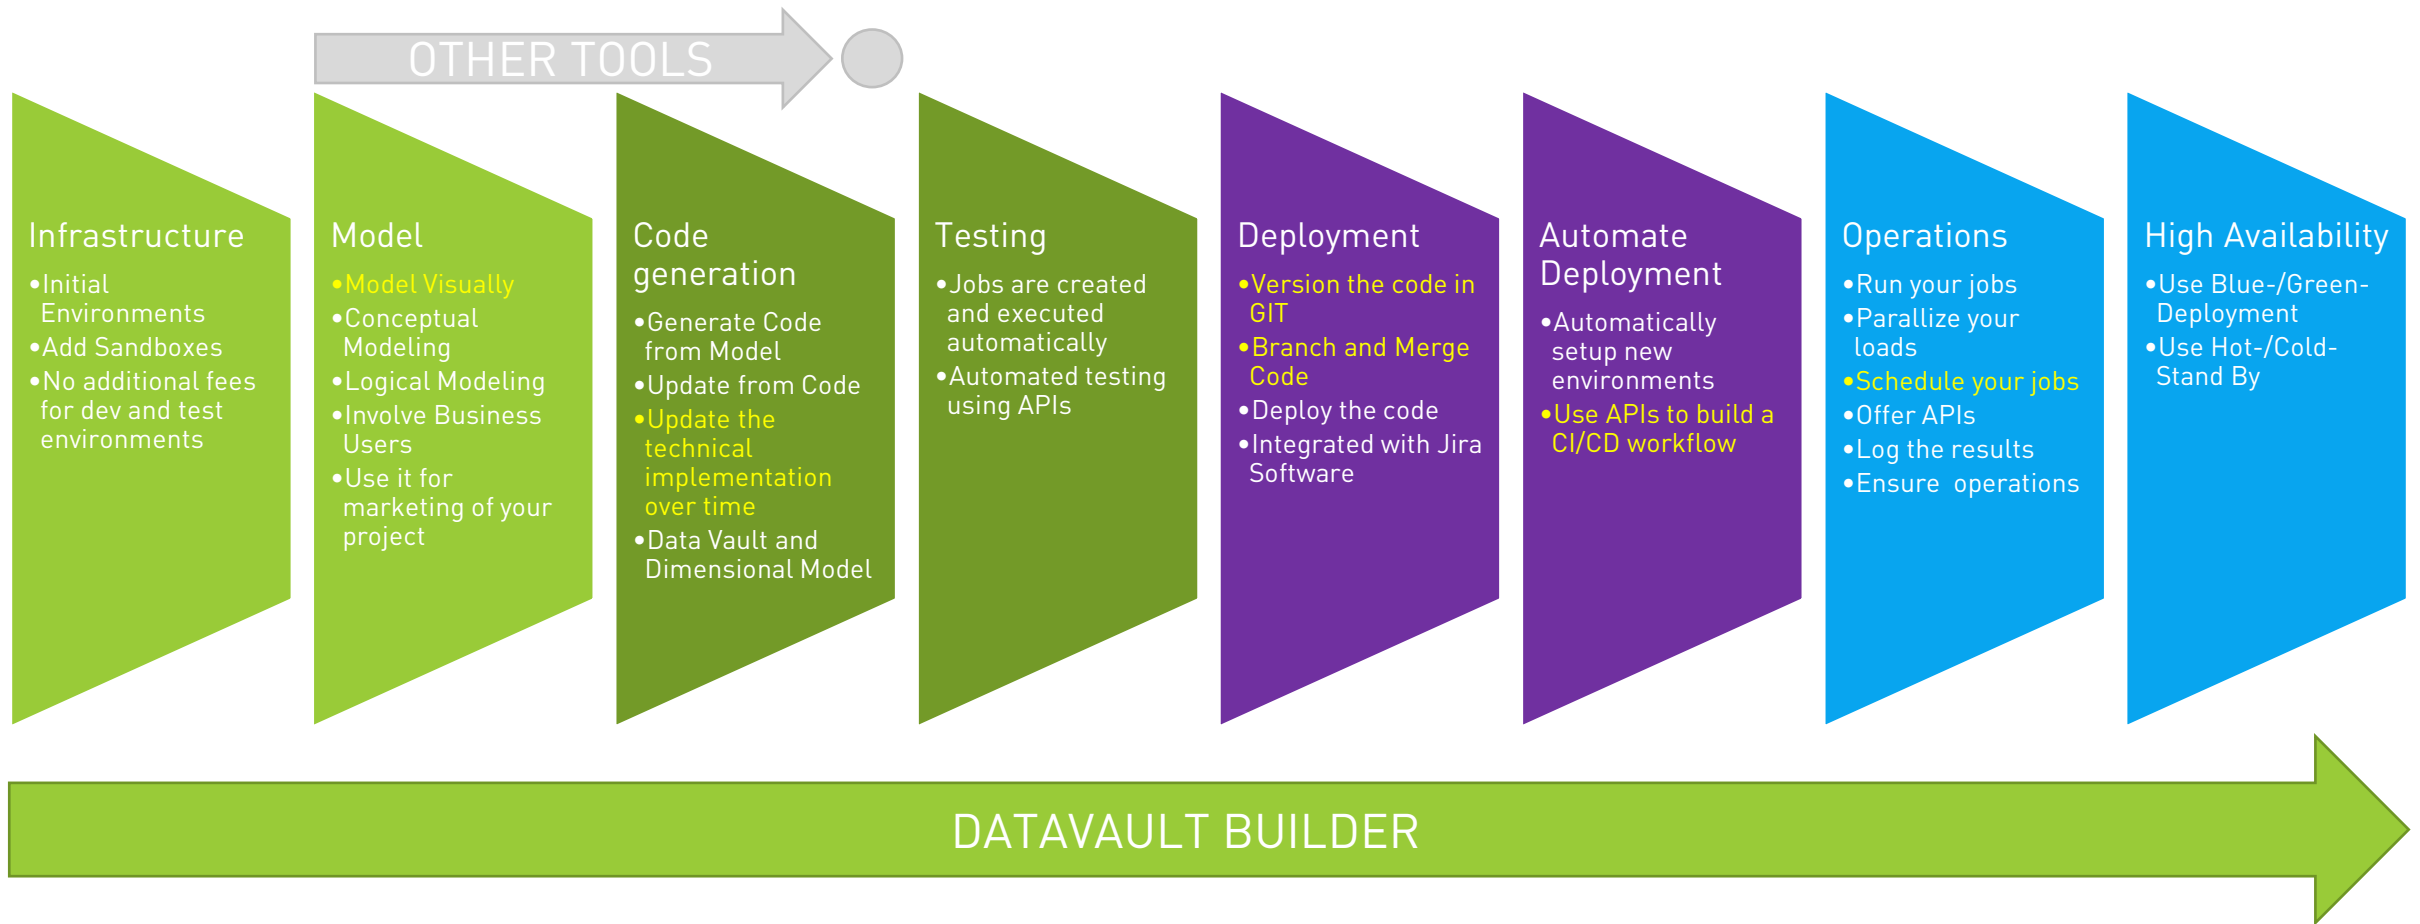 OTHER TOOLS
Infrastructure
•Initial
Environments
•Add Sandboxes
•No additional fees
for dev and test
environments
Model
•Model Visually
•Conceptual
Modeling
•Logical Modeling
•Involve Business
Users
•Use it for
marketing of your
project
Code
generation
•Generate Code
from Model
•Update from Code
•Update the
technical
implementation
over time
•Data Vault and
Dimensional Model
Testing
•Jobs are created
and executed
automatically
•Automated testing
using APIs
Deployment
•Version the code in
GIT
•Branch and Merge
Code
•Deploy the code
•Integrated with Jira
Software
Automate
Deployment
•Automatically
setup new
environments
•Use APIs to build a
CI/CD workflow
Operations
•Run your jobs
•Parallize your
loads
•Schedule your jobs
•Offer APIs
•Log the results
•Ensure  operations
High Availability
•Use Blue-/Green-
Deployment
•Use Hot-/Cold-
Stand By
DATAVAULT BUILDER